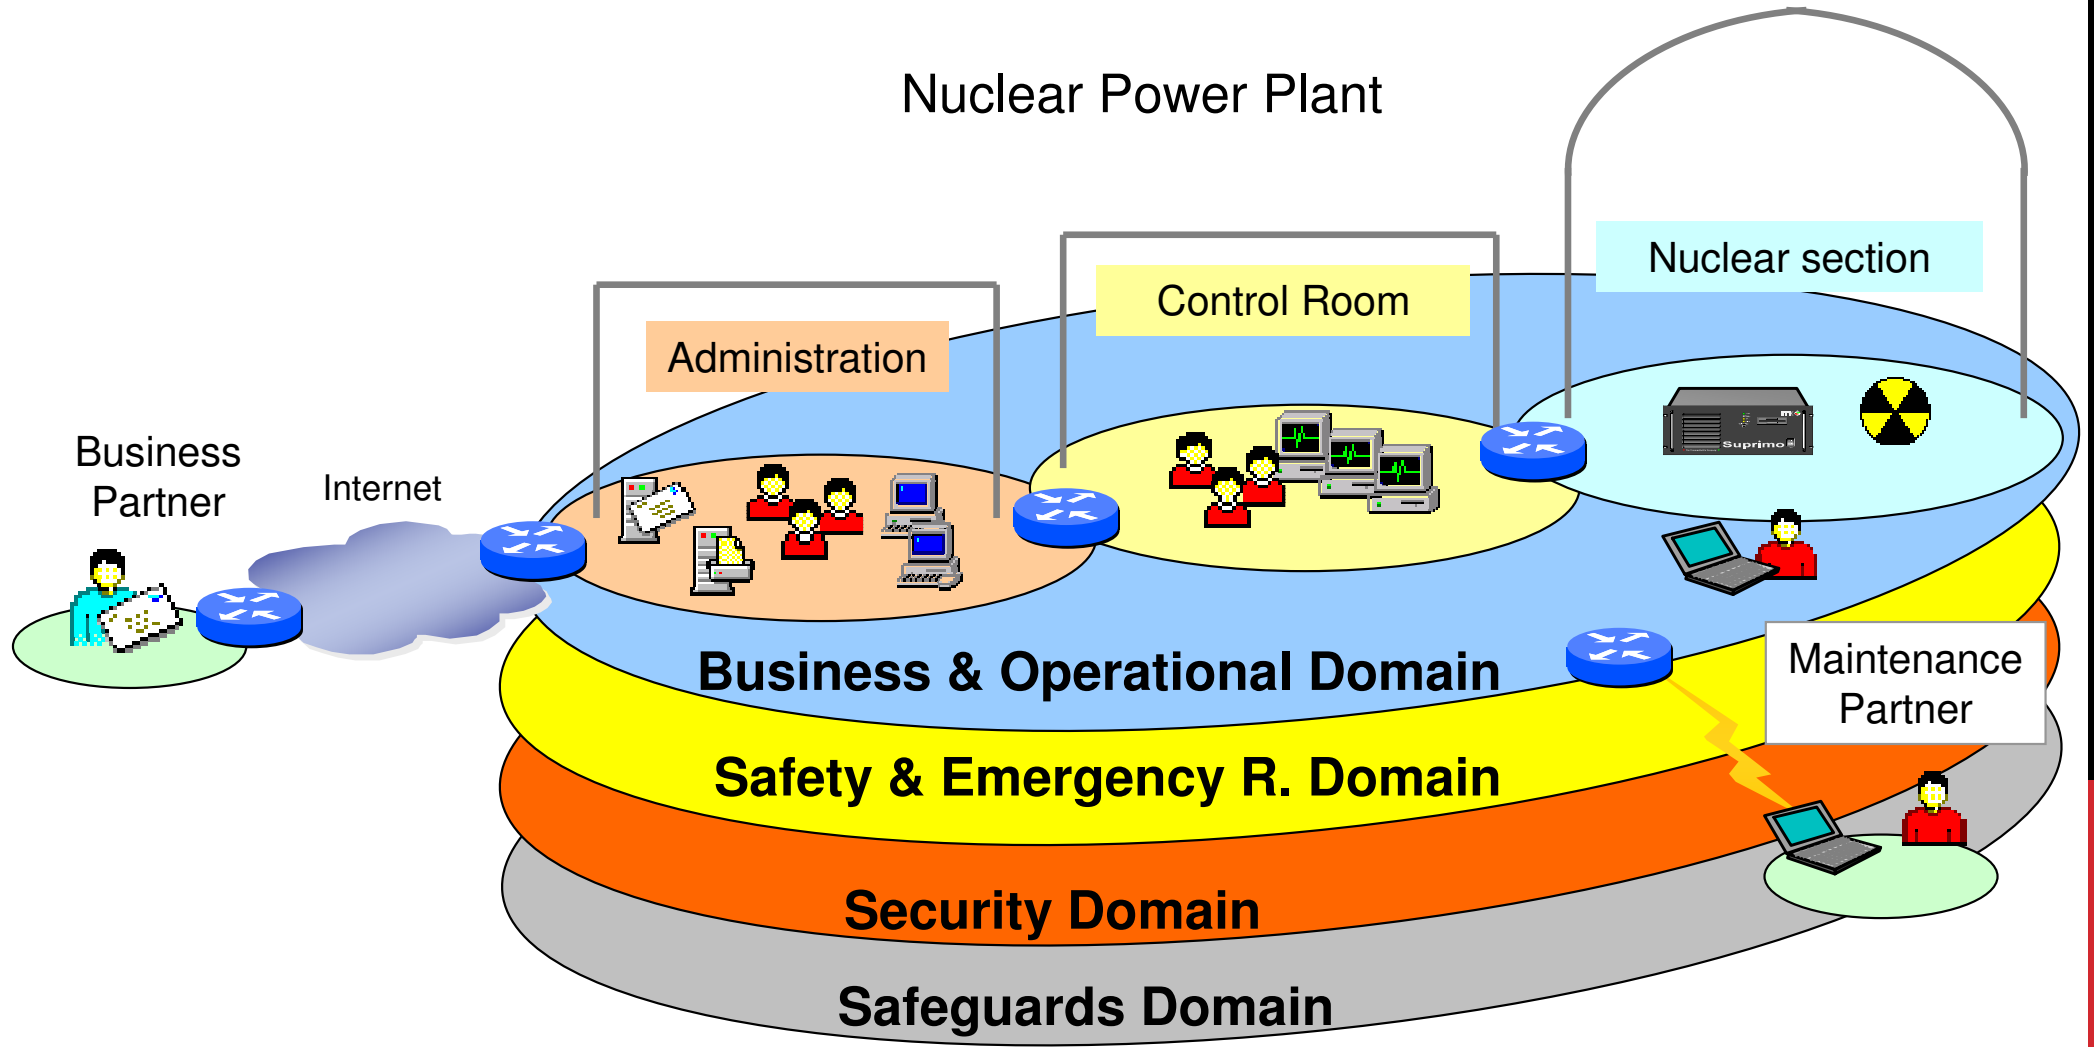 Nuclear Power Plant
Nuclear section
Control Room
Administration
Business
Partner
Internet
Suprimo
Business & Operational Domain
Maintenance
Partner
Safety & Emergency R. Domain
Security Domain
Safeguards Domain